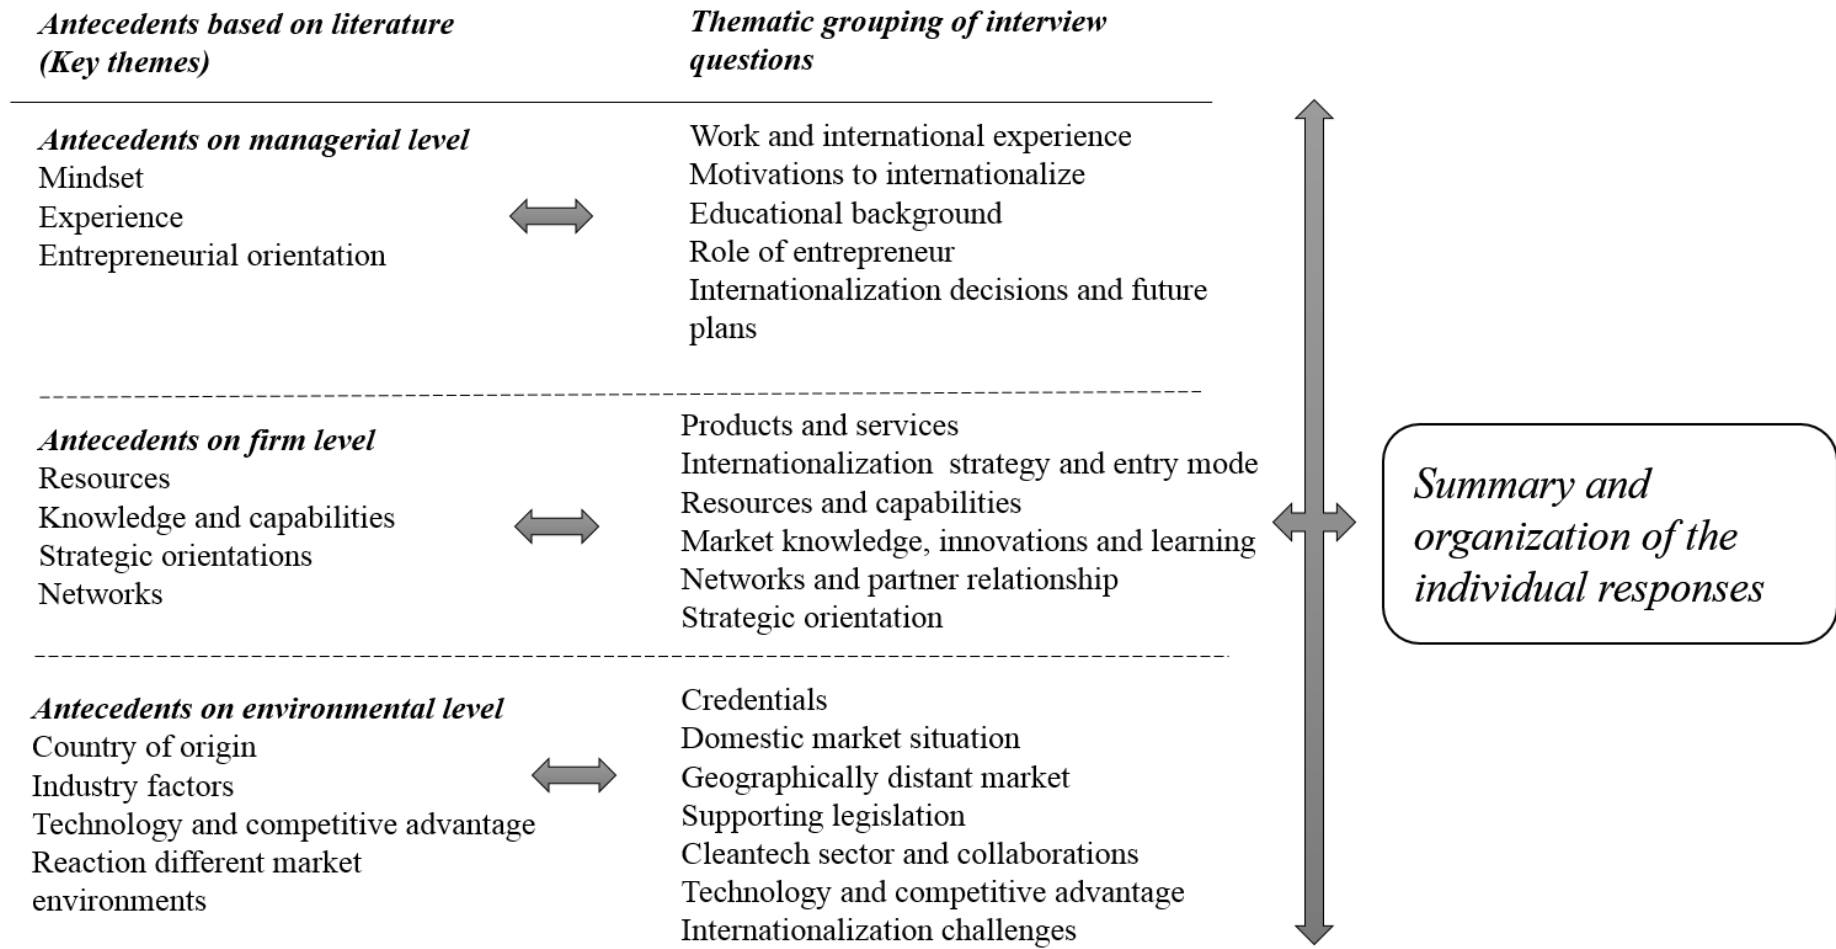 Antecedents based on literature
(Key themes)
Thematic grouping of interview
questions
Antecedents on managerial level
Mindset
Experience
Entrepreneurial orientation
Work and international experience
Motivations to internationalize
Educational background
Role of entrepreneur
Internationalization decisions and future
plans
Antecedents on firm level
Resources
Knowledge and capabilities
Strategic orientations
Networks
Products and services
Internationalization  strategy and entry mode
Resources and capabilities
Market knowledge, innovations and learning
Networks and partner relationship
Strategic orientation
Antecedents on environmental level
Country of origin
Industry factors
Technology and competitive advantage
Reaction different market
environments
Credentials
Domestic market situation
Geographically distant market
Supporting legislation
Cleantech sector and collaborations
Technology and competitive advantage
Internationalization challenges
Summary and
organization of the
individual responses